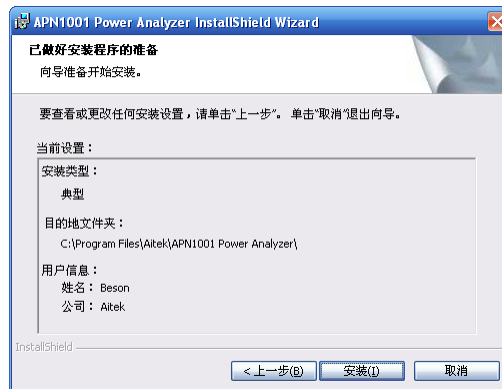 APN1001 Power Analyzer InstallShield Wizard
已做好安装程序的准备
向导准备开始安装。
要查看或更改任何安装设置，请单击“上一步”。 单击“取消”退出向导。
当前设置：
安装类型：
典型
目的地文件夹：
C:\Program Files\Aitek\APN1001 Power Analyzer\
用户信息：
姓名： Beson
公司： Aitek
InstallShield
< 上一步(B) 安装(I) 取消